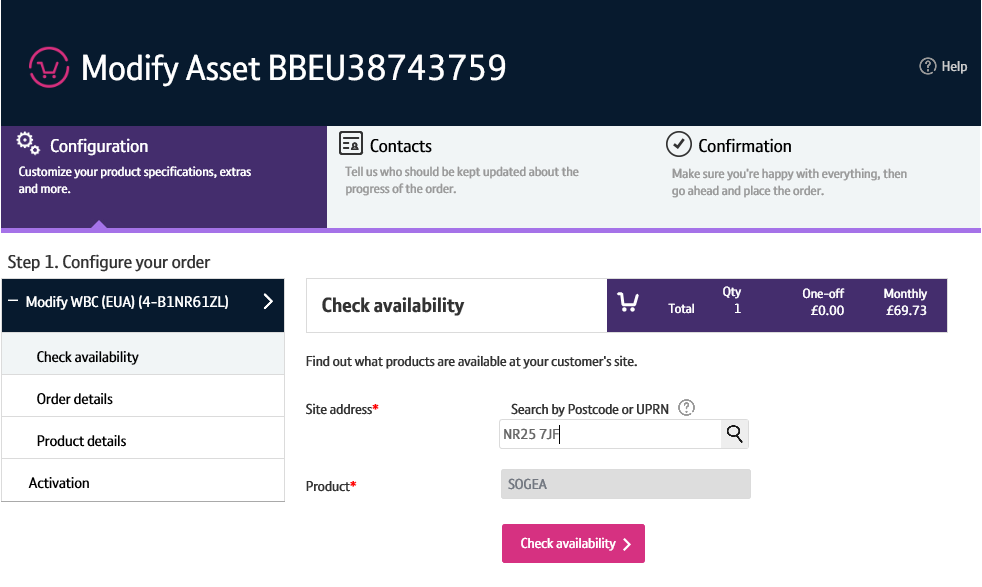 Modify Asset BBEU38743759
Help
Configuration
Customize your product specifications, extras
and more.
Contacts
Tell us who should be kept updated about the
progress of the order.
Confirmation
Make sure you're happy with everything, then
go ahead and place the order.
Step 1. Configure your order
Modify WBC (EUA) (4-B1NR61ZL)
Check availability
Order details
Product details
Activation
Check availability
Total
Qty
1
One-off
£0.00
Monthly
£69.73
Find out what products are available at your customer's site.
Site address*
Search by Postcode or UPRN
NR25 7JF
Product*
SOGEA
Check availability